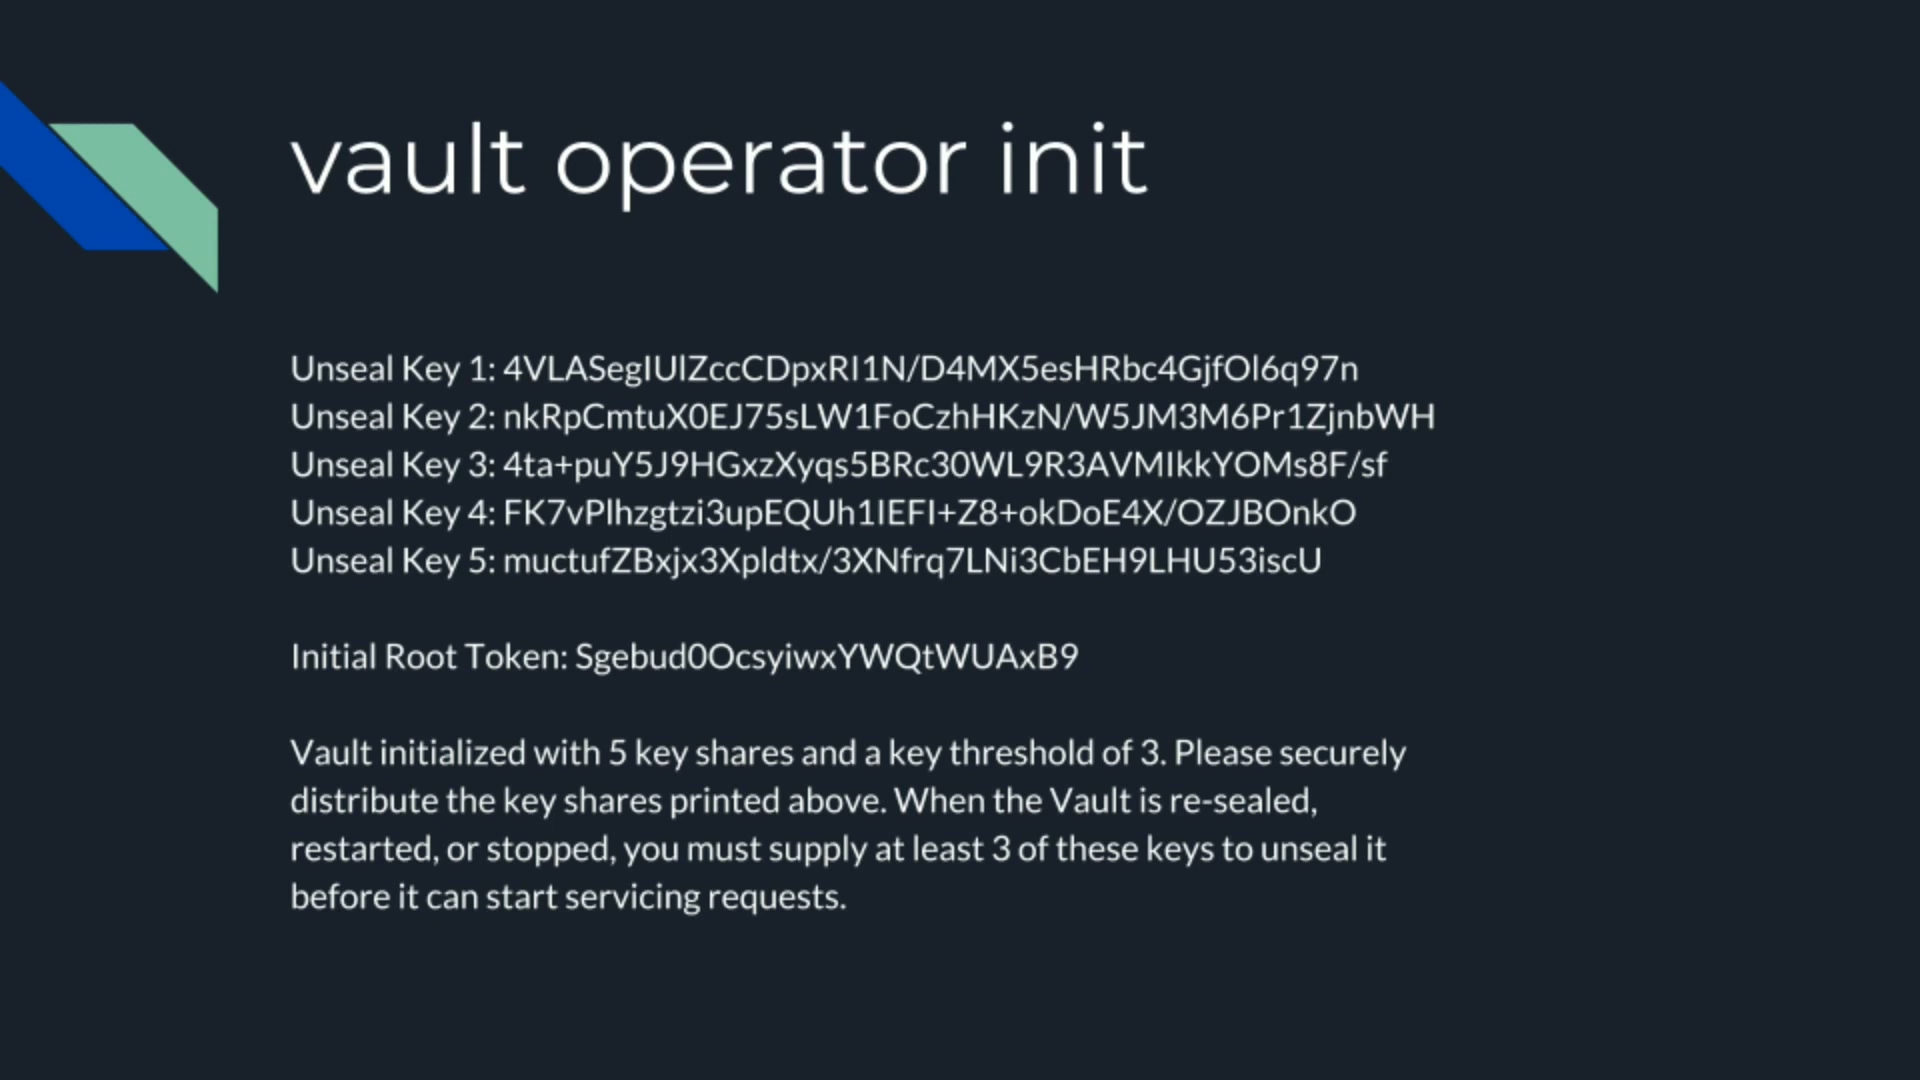 vault operator init
Unseal Key 1: 4VLASegIUlZccCDpxRI1N/D4MX5esHRbc4GjfOl6q97n
Unseal Key 2: nkRpCmtuX0EJ75sLW1FoCzhHKzN/W5JM3M6Pr1ZjnbWH
Unseal Key 3: 4ta+puY5J9HGxzXyqs5BRc30WL9R3AVMIkkYOMs8F/sf
Unseal Key 4: FK7vPlhzgtzi3upEQUh1IEFI+Z8+okDoE4X/OZJBOnkO
Unseal Key 5: muctufZBxjx3Xpldtx/3XNfrq7LNi3CbEH9LHU53iscU
Initial Root Token: Sgebud0OcsyiwxYWQtWUAxB9
Vault initialized with 5 key shares and a key threshold of 3. Please securely
distribute the key shares printed above. When the Vault is re-sealed,
restarted, or stopped, you must supply at least 3 of these keys to unseal it
before it can start servicing requests.